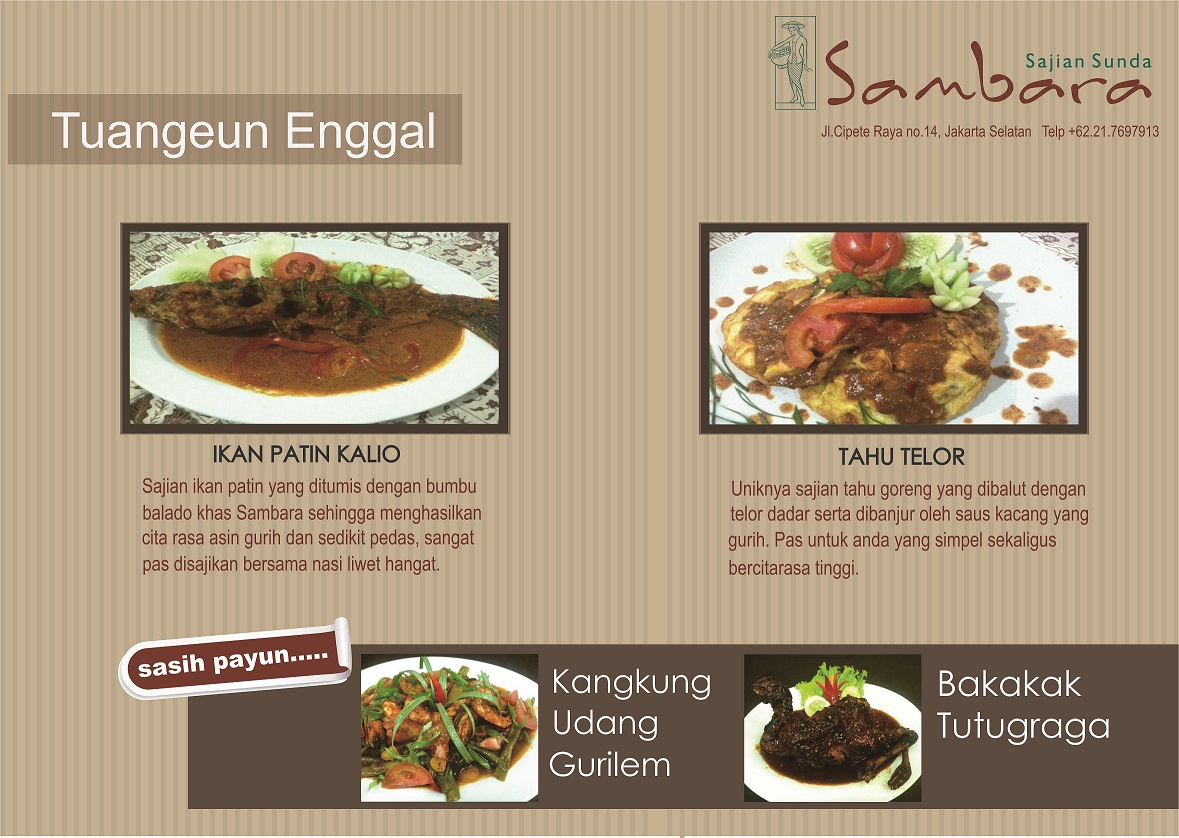 Sajian Sunda
Sambara
Jl.Cipete Raya no.14, Jakarta Selatan Telp +62.21.7697913
Tuangeun Enggal
IKAN PATIN KALIO
Sajian ikan patin yang ditumis dengan bumbu
balado khas Sambara sehingga menghasilkan
cita rasa asin gurih dan sedikit pedas, sangat
pas disajikan bersama nasi liwet hangat.
TAHU TELOR
Uniknya sajian tahu goreng yang dibalut dengan
telor dadar serta dibanjur oleh saus kacang yang
gurih. Pas untuk anda yang simpel sekaligus
bercitarasa tinggi.
sasih payun.....
Kangkung
Udang
Gurilem
Bakakak
Tutugraga